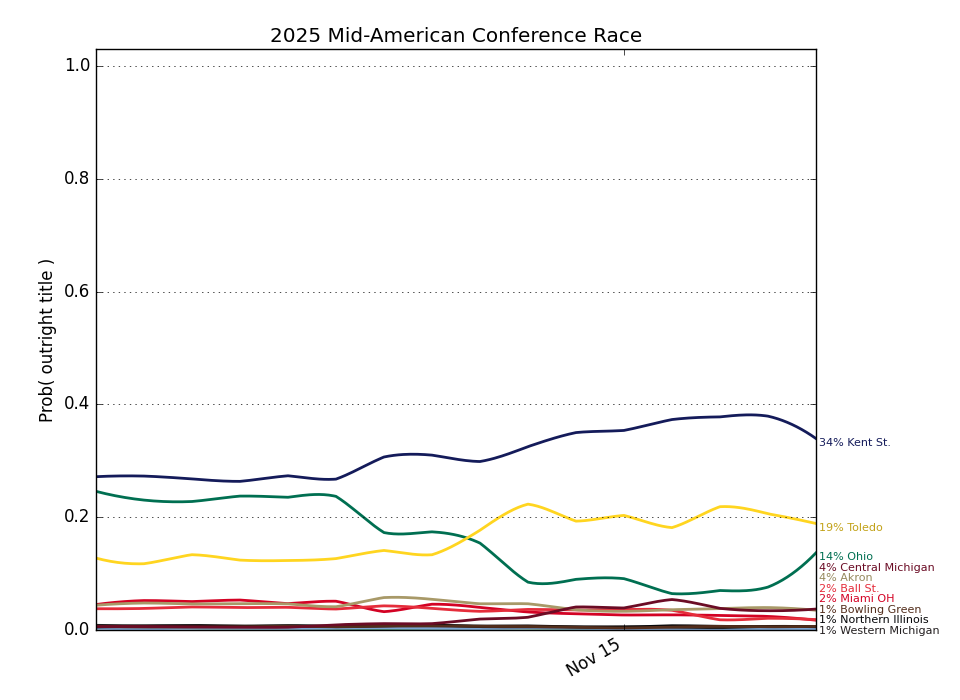 2025 Mid-American Conference Race
Prob( outright title )
1.0
0.8
0.6
0.4
0.2
0.0
Nov 15
34% Kent St.
19% Toledo
14% Ohio
4% Central Michigan
4% Akron
2% Ball St.
2% Miami OH
1% Bowling Green
1% Northern Illinois
1% Western Michigan